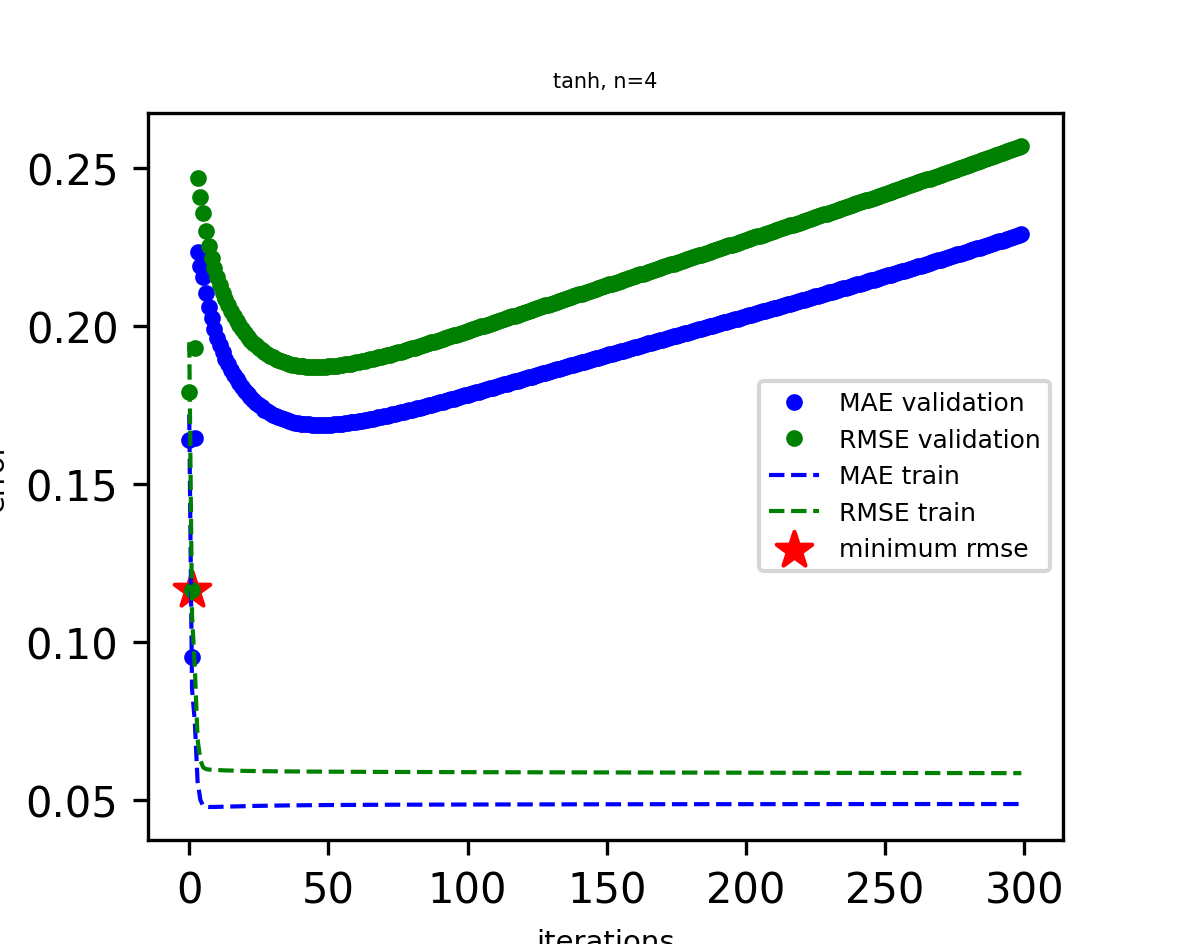 tanh, n=4
0.25
0.20
0.15
0.10
0.05
MAE validation
RMSE validation
MAE train
RMSE train
minimum rmse
0 50 100 150 200 250 300
iterations